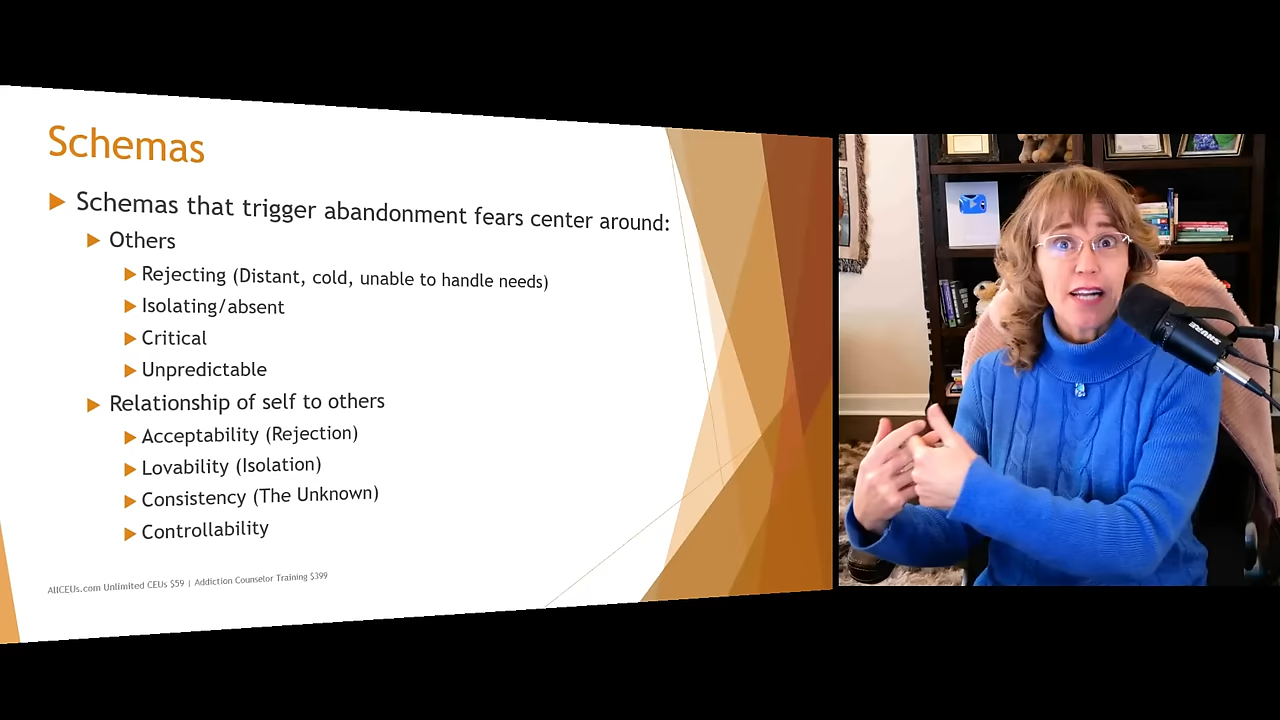 Schemas
Schemas that trigger abandonment fears center around:
Others
Rejecting (Distant, cold, unable to handle needs)
Isolating/absent
Critical
Unpredictable
Relationship of self to others
Acceptability (Rejection)
Lovability (Isolation)
Consistency (The Unknown)
Controllability
AllCEUs.com Unlimited CEUs $59 | Addiction Counselor Training $399
SHURE